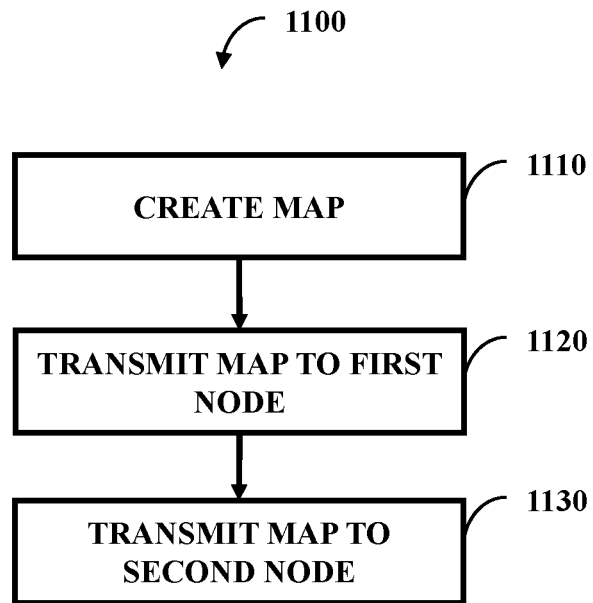 1100
1110
CREATE MAP
1120
TRANSMIT MAP TO FIRST
NODE
1130
TRANSMIT MAP TO
SECOND NODE